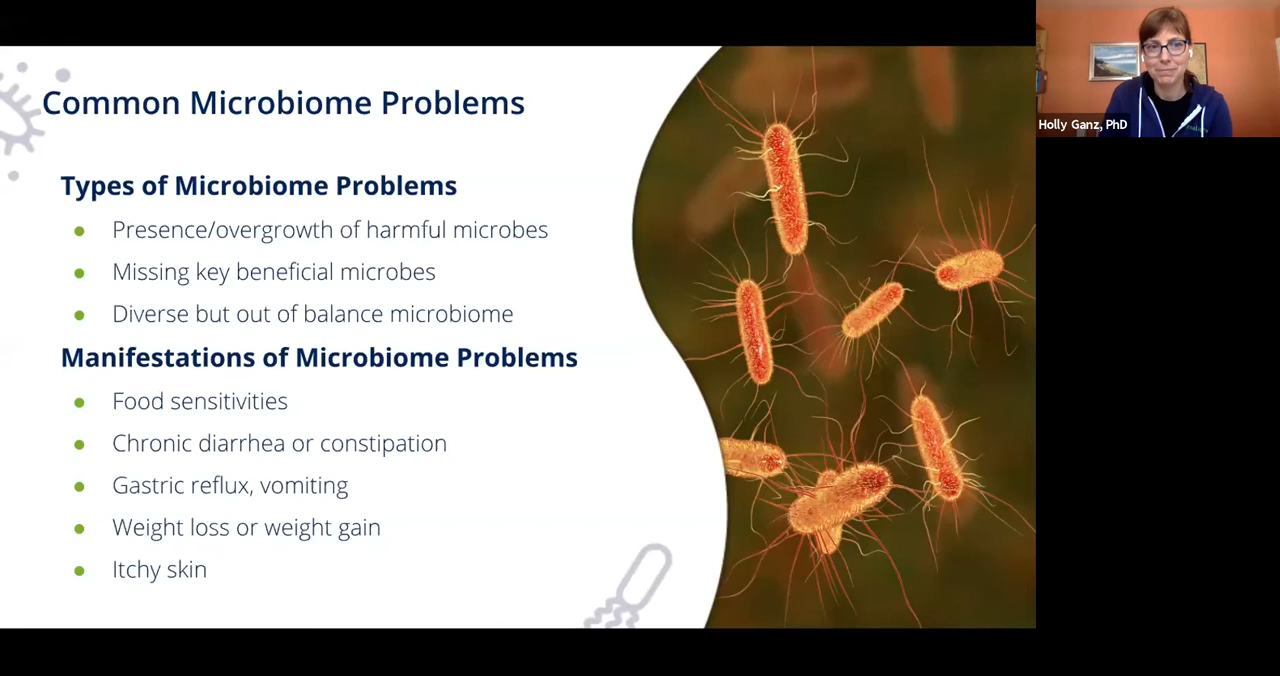 Common Microbiome Problems
Types of Microbiome Problems
Presence/overgrowth of harmful microbes
Missing key beneficial microbes
Diverse but out of balance microbiome
Manifestations of Microbiome Problems
Food sensitivities
Chronic diarrhea or constipation
Gastric reflux, vomiting
Weight loss or weight gain
Itchy skin
Holly Ganz, PhD